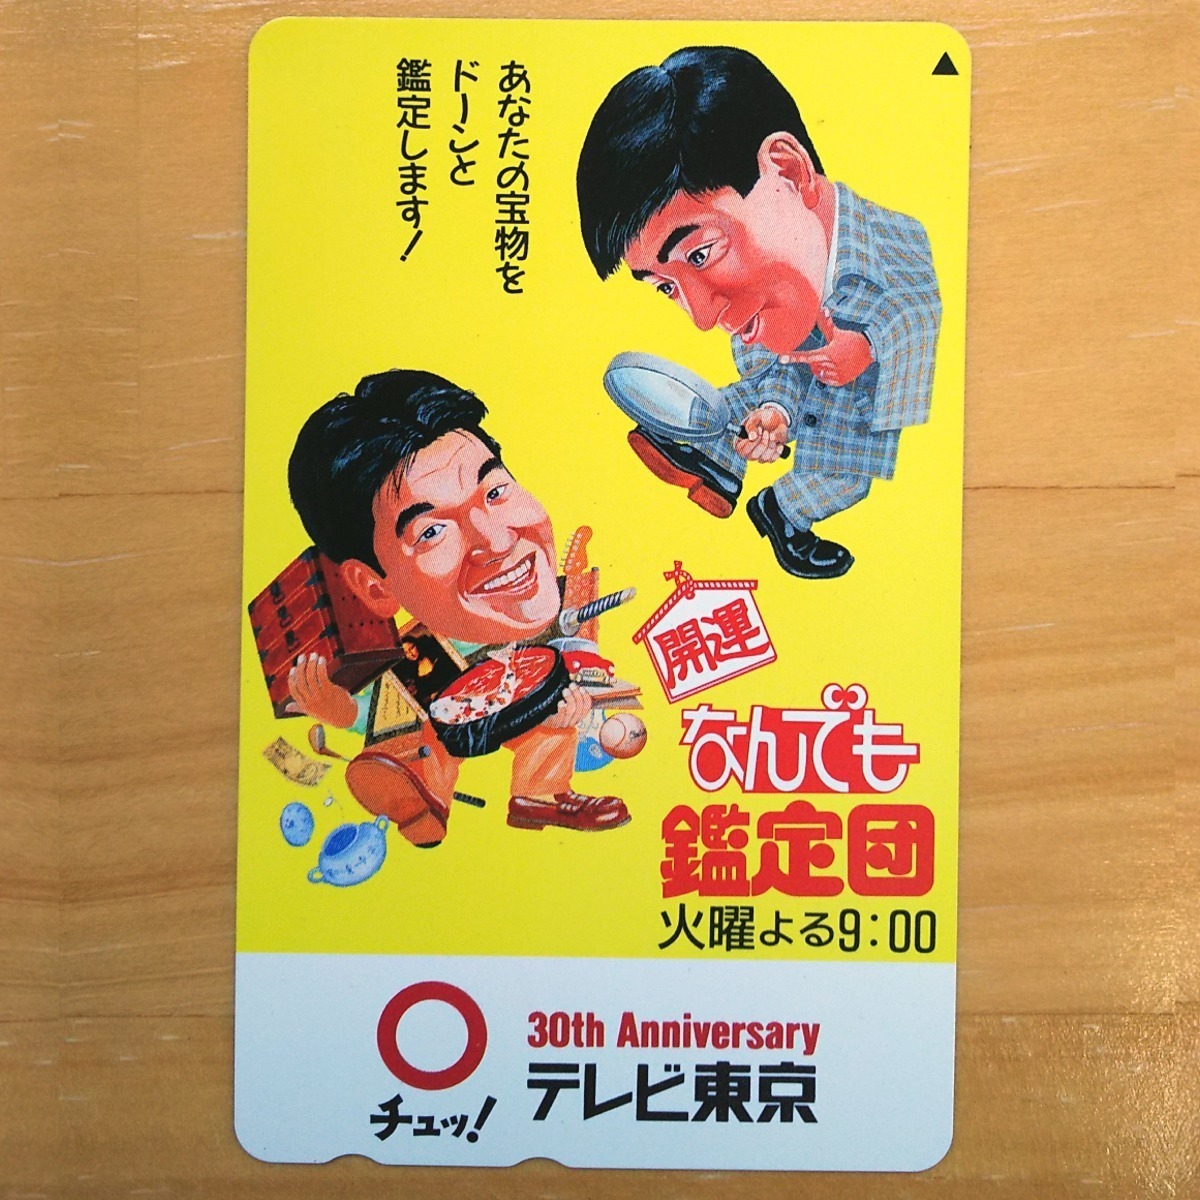 あなたの宝物を
ドーンと
鑑定します!
開運
なんでも
鑑定団
火曜よる9:00
30th Anniversary
テレビ東京
チュッ!